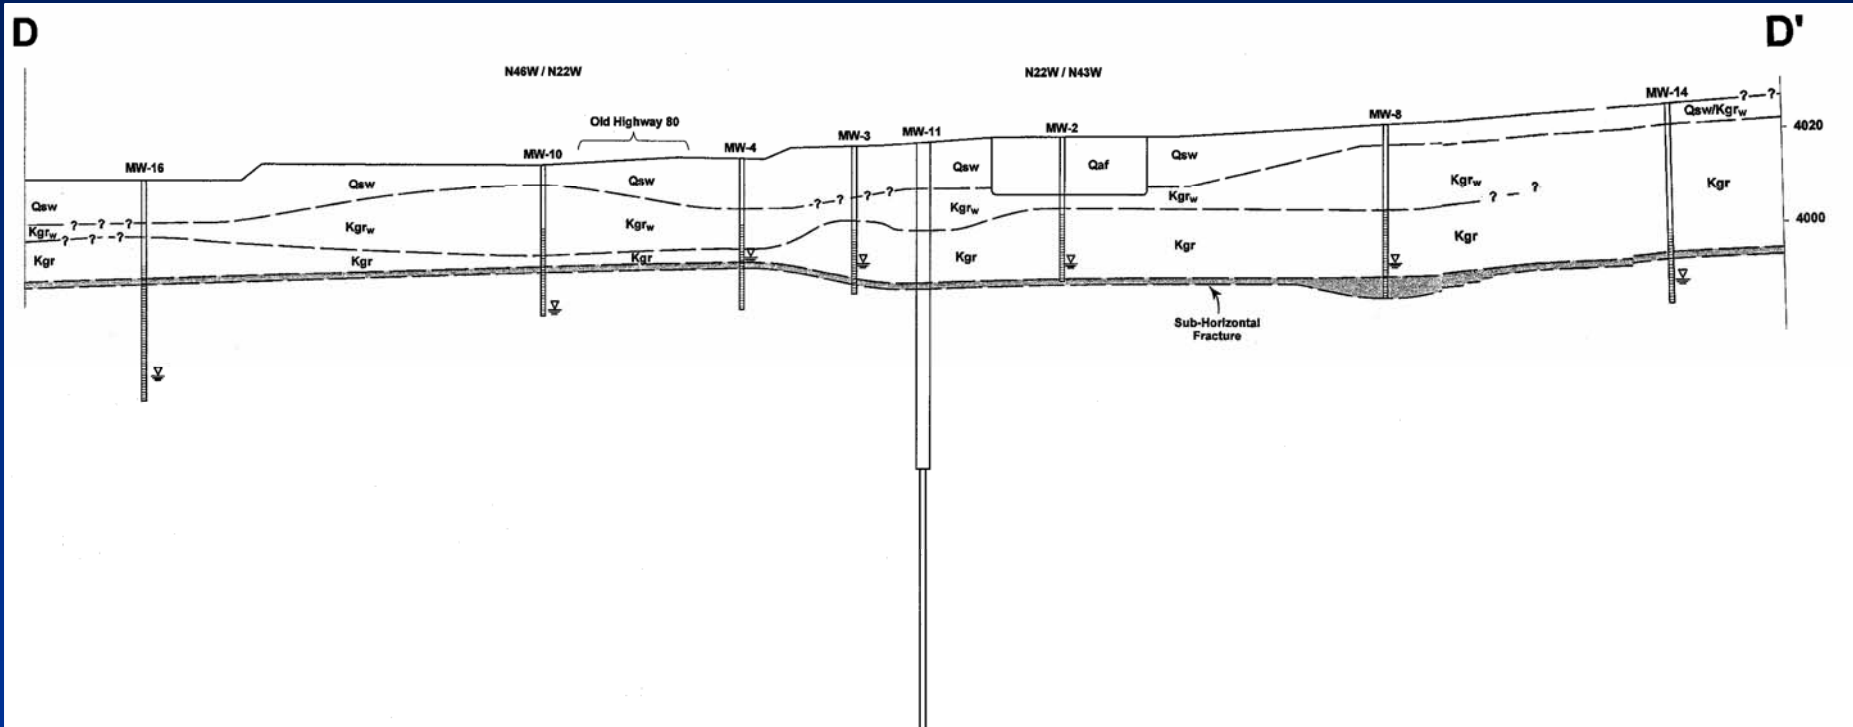 D
D'
N46W / N22W
N22W / N43W
MW-14
? ?
Qsw/Kgrw
4020
Old Highway 80
MW-8
MW-2
MW-11
MW-3
MW-4
MW-10
MW-16
Qsw
Qsw
Qsw
Qsw
Qaf
Qsw
Kgrw
Kgr
? ?
? ?
? ?
4000
Kgrw
Kgrw
Kgrw
Kgrw
Kgrw
? ? ?
? ? ?
Kgr
Kgr
Kgr
Kgr
Kgr
Kgr
Sub-Horizontal
Fracture